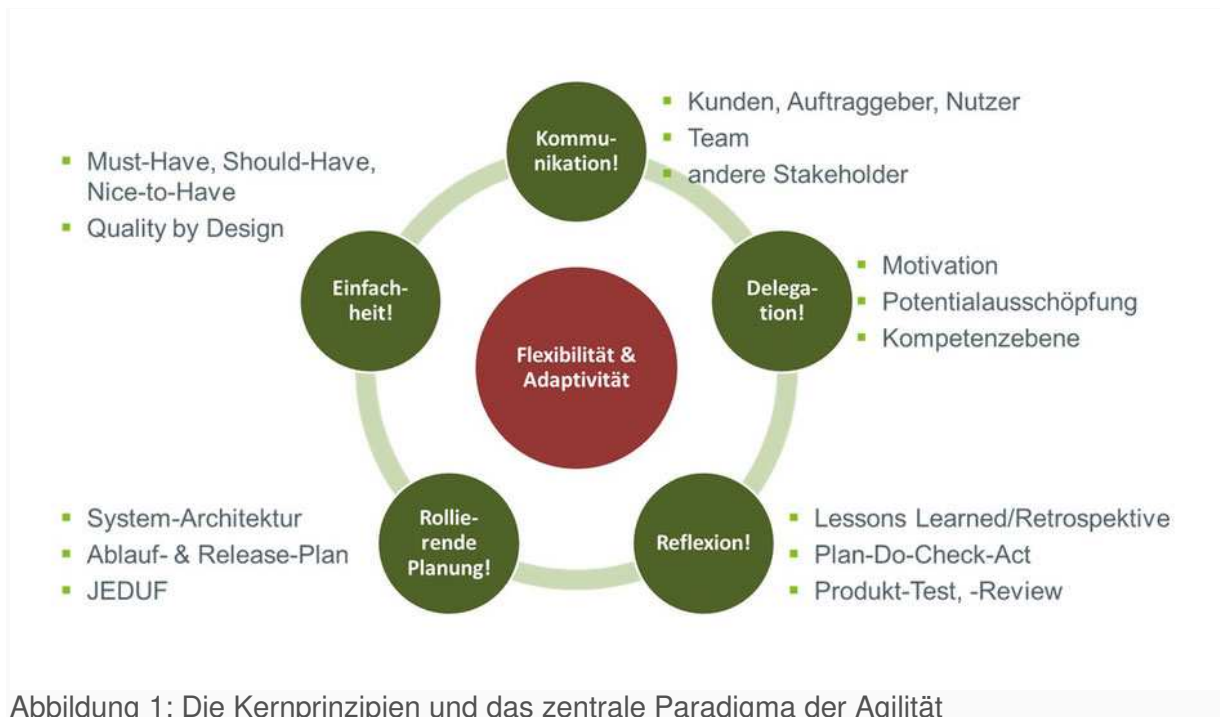 Kommu-
nikation!
▪ Kunden, Auftraggeber, Nutzer
▪ Team
▪ andere Stakeholder
Delega-
tion!
▪ Motivation
▪ Potentialausschöpfung
▪ Kompetenzebene
Reflexion!
▪ Lessons Learned/Retrospektive
▪ Plan-Do-Check-Act
▪ Produkt-Test, -Review
Rollie-
rende
Planung!
▪ System-Architektur
▪ Ablauf- & Release-Plan
▪ JEDUF
Einfach-
heit!
▪ Must-Have, Should-Have,
Nice-to-Have
▪ Quality by Design
Flexibilität &
Adaptivität
Abbildung 1: Die Kernprinzipien und das zentrale Paradigma der Agilität